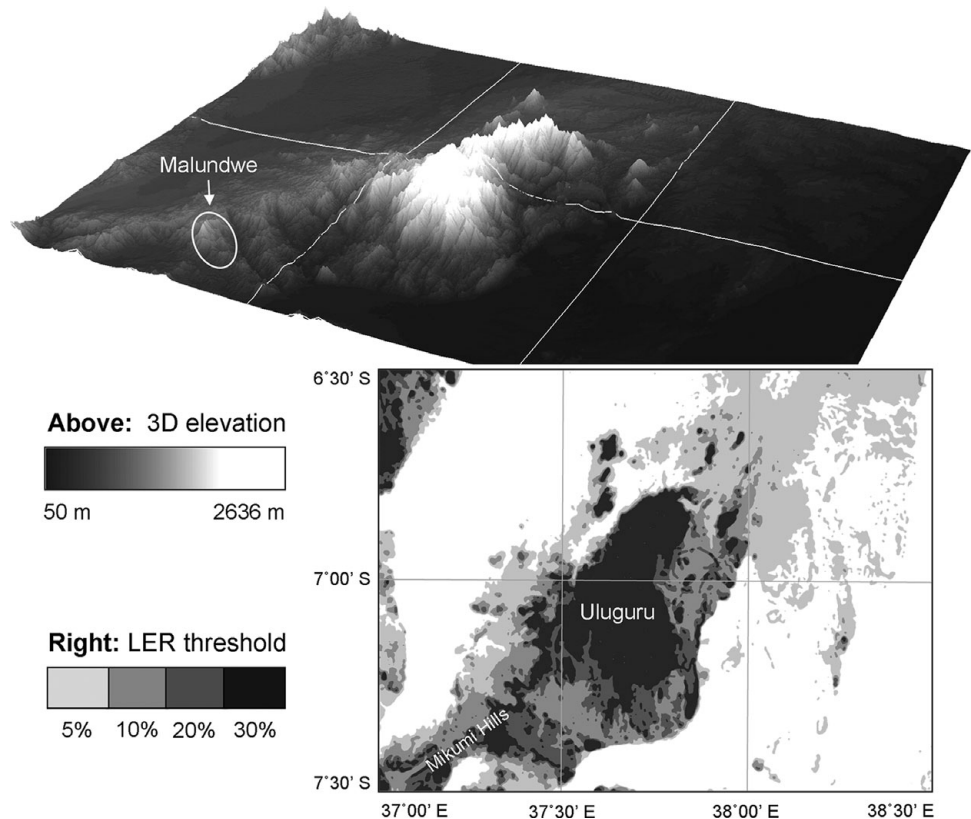 Malundwe
Above: 3D elevation
50 m 2636 m
Right: LER threshold
5% 10% 20% 30%
6˚30' S
7˚00' S
7˚30' S
Uluguru
Mikumi Hills
37˚00' E 37˚30' E 38˚00' E 38˚30' E